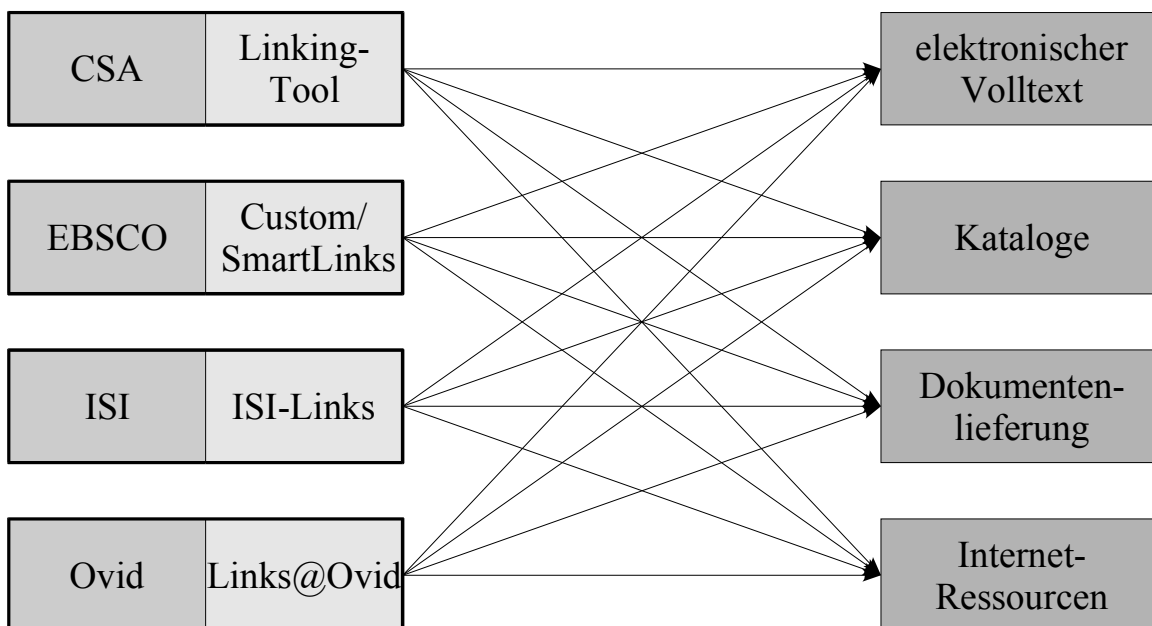 CSA
Linking-
Tool
elektronischer
Volltext
EBSCO
Custom/
SmartLinks
Kataloge
ISI
ISI-Links
Dokumenten-
lieferung
Ovid
Links@Ovid
Internet-
Ressourcen